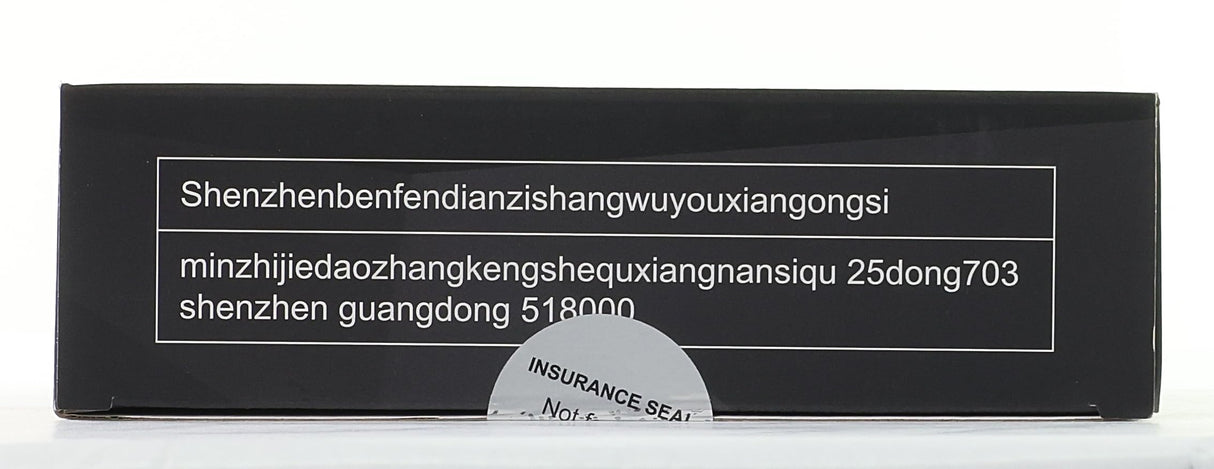 Shenzhenbenfendianzishangwuyouxiangongsi
minzhijiedaozhangkengshequxiangnansiqu 25dong703
shenzhen guangdong 518000
INSURANCE SEAL
Not